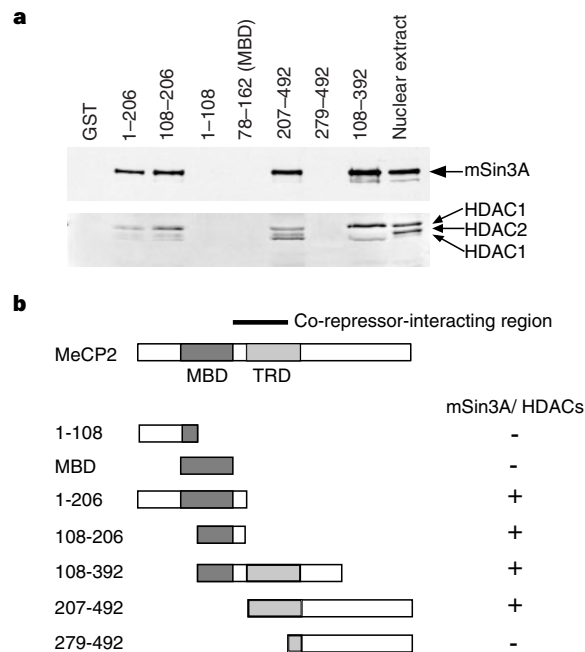 a
GST
1–206
108–206
1–108
78–162 (MBD)
207–492
279–492
108–392
Nuclear extract
mSin3A
HDAC1
HDAC2
HDAC1
b
Co-repressor-interacting region
MeCP2
MBD TRD
mSin3A/ HDACs
1-108 -
MBD -
1-206 +
108-206 +
108-392 +
207-492 +
279-492 -